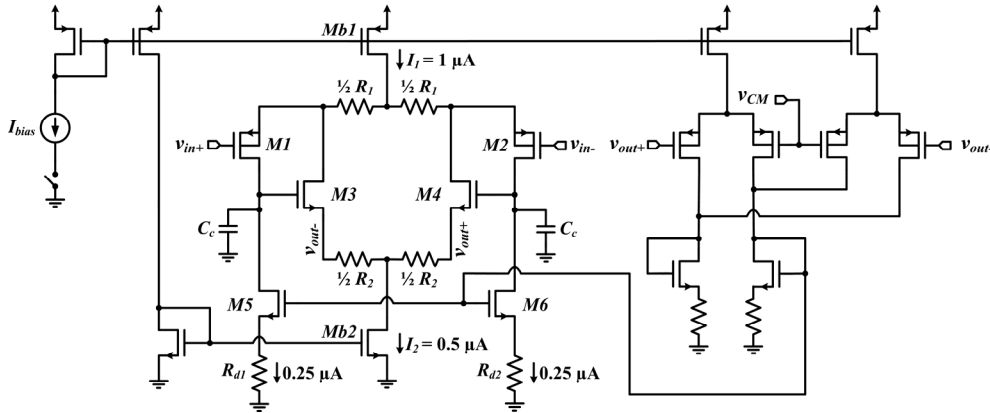 Mb1
I1 = 1 µA
½ R1
½ R1
vCM
Ibias
vin+
M1
M2
vin-
vout+
vout-
M3
M4
Cc
Cc
vout-
vout+
½ R2
½ R2
M5
M6
Mb2
I2 = 0.5 µA
Rd1
0.25 µA
Rd2
0.25 µA